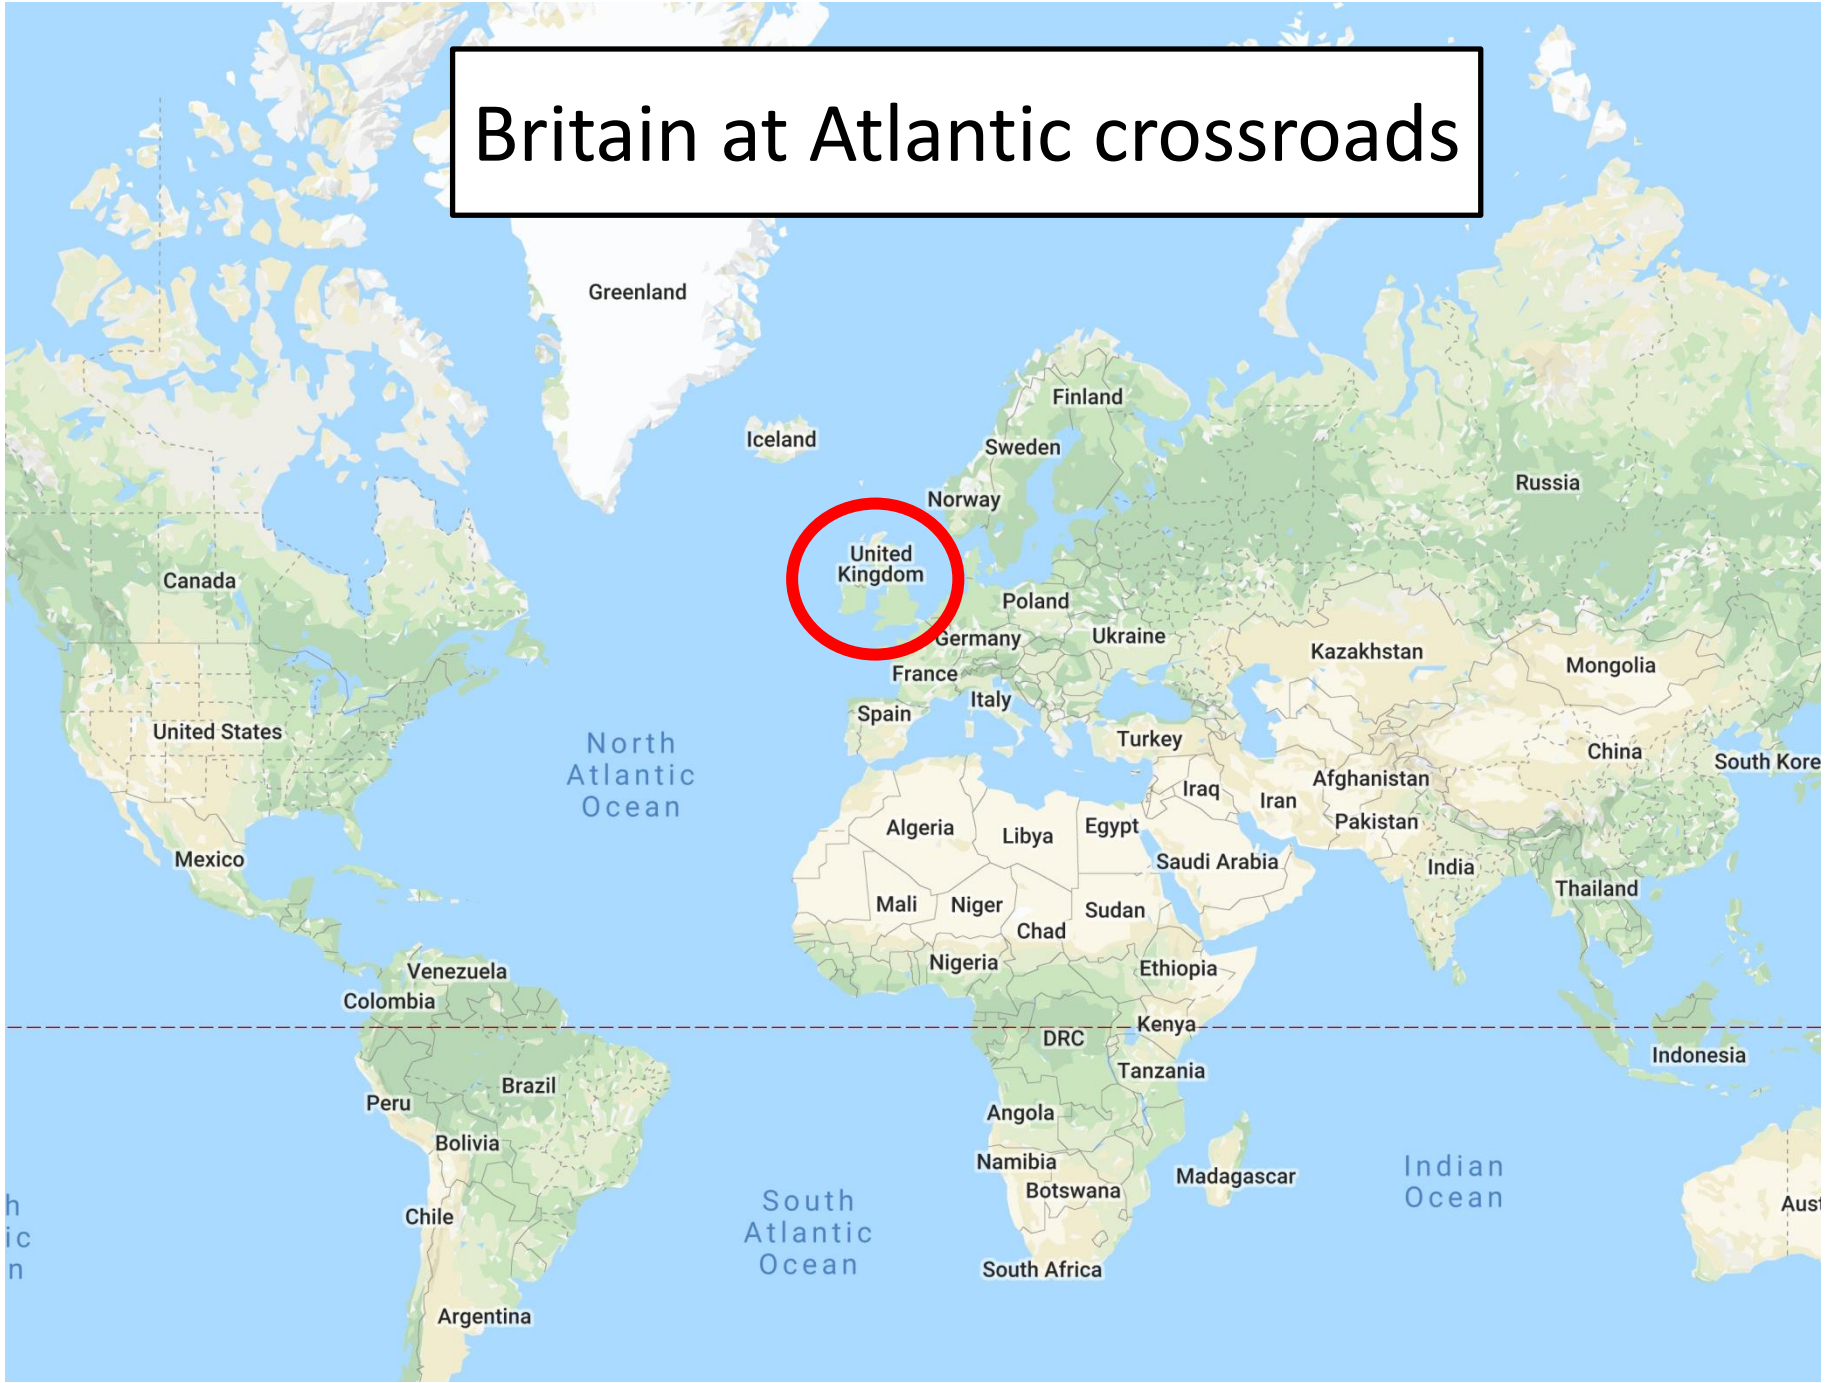 Britain at Atlantic crossroads
Greenland
Finland
Iceland
Sweden
Russia
Norway
United
Kingdom
Canada
Poland
Ukraine
Germany
Kazakhstan
Mongolia
France
Italy
Spain
United States
North
Atlantic
Ocean
Turkey
China
South Kore
Afghanistan
Iraq
Iran
Pakistan
Algeria
Libya
Egypt
Mexico
Saudi Arabia
India
Thailand
Mali
Niger
Sudan
Chad
Nigeria
Ethiopia
Venezuela
Colombia
Kenya
DRC
Indonesia
Tanzania
Brazil
Peru
Angola
Bolivia
Namibia
Madagascar
Indian
Ocean
Botswana
South
Atlantic
Ocean
Aust
Chile
h
ic
n
South Africa
Argentina